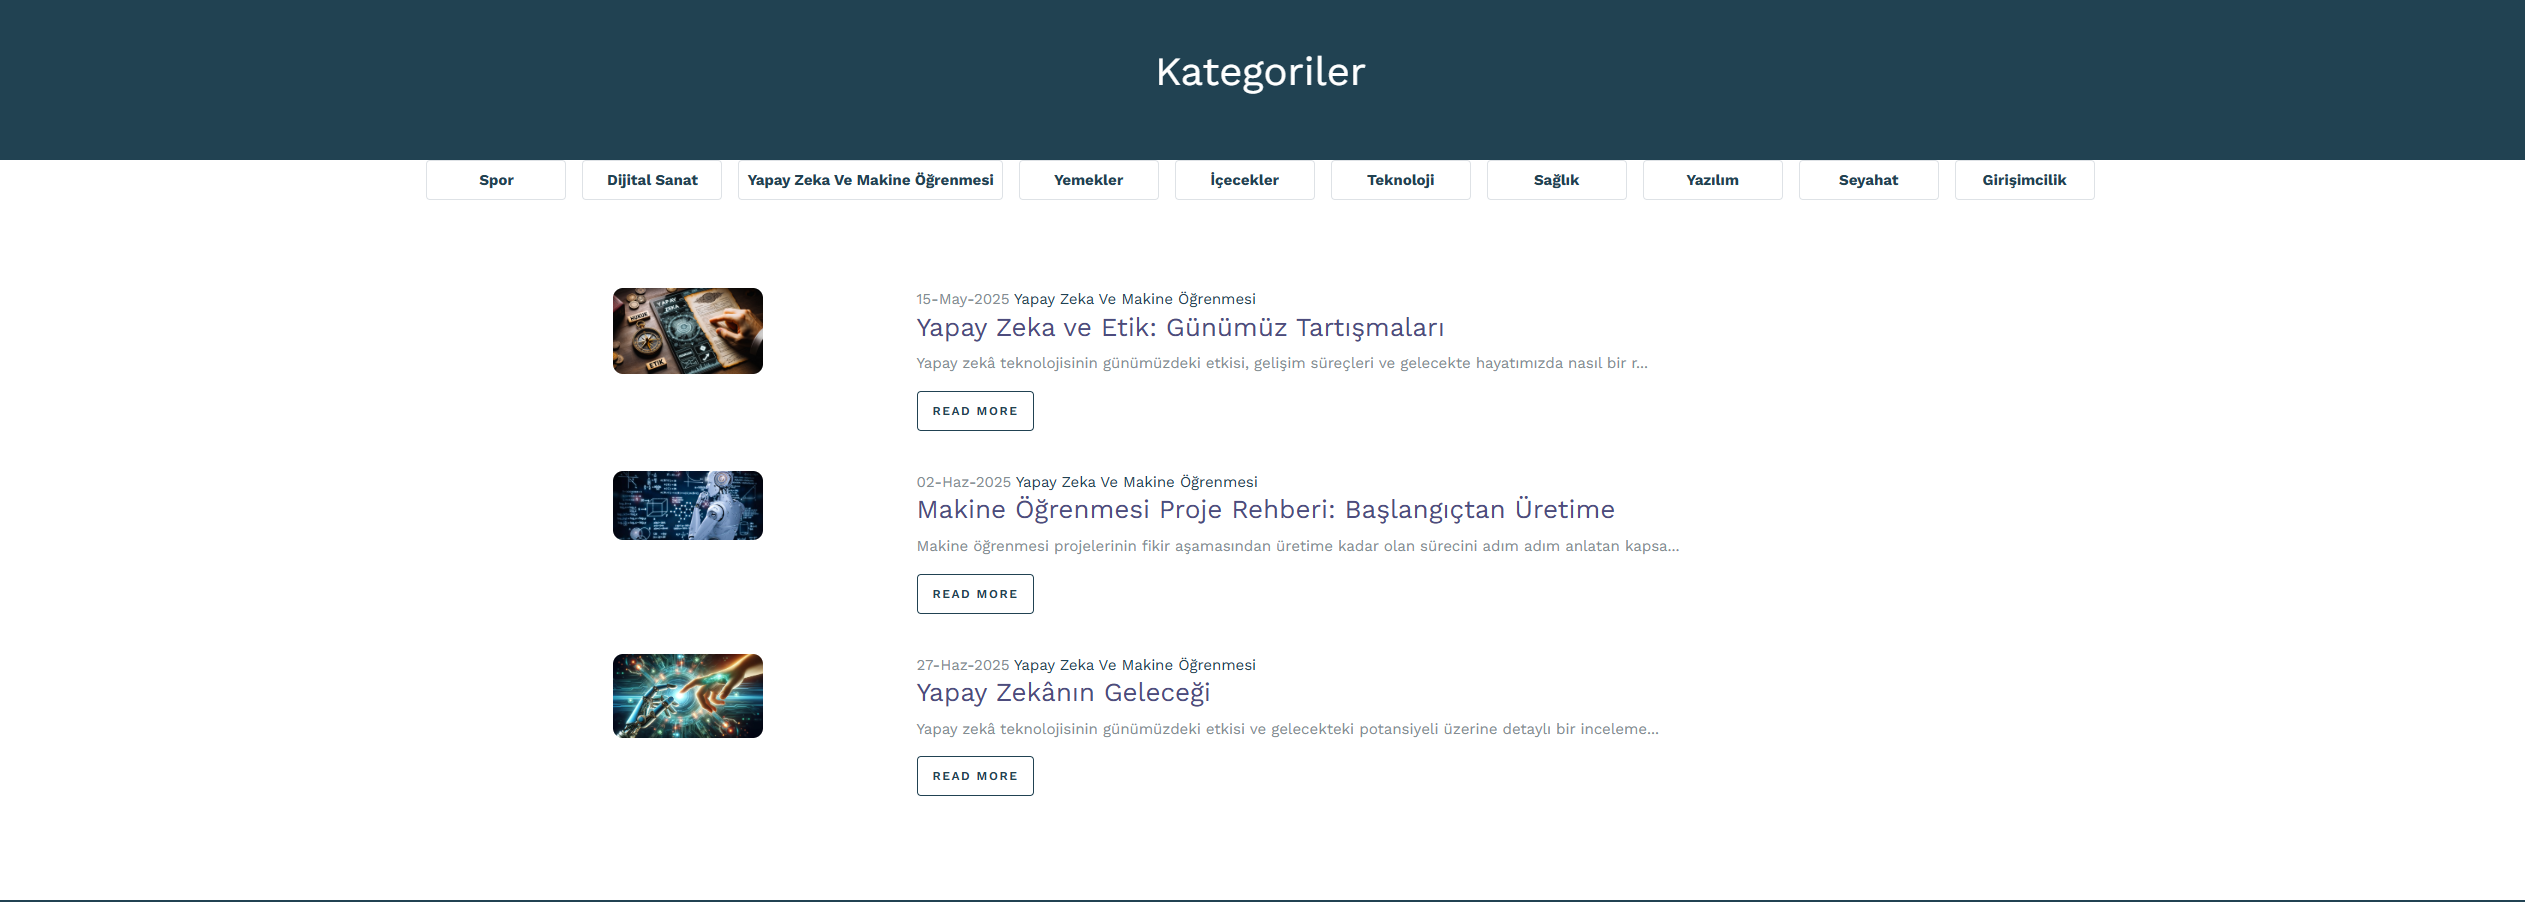 Kategoriler
Spor
Dijital Sanat
Yapay Zeka Ve Makine Öğrenmesi
Yemekler
İçecekler
Teknoloji
Sağlık
Yazılım
Seyahat
Girişimcilik
YAPAY
ZEKA
HUKUK
ETİK
15-May-2025 Yapay Zeka Ve Makine Öğrenmesi
Yapay Zeka ve Etik: Günümüz Tartışmaları
Yapay zekâ teknolojisinin günümüzdeki etkisi, gelişim süreçleri ve gelecekte hayatımızda nasıl bir r...
READ MORE
02-Haz-2025 Yapay Zeka Ve Makine Öğrenmesi
Makine Öğrenmesi Proje Rehberi: Başlangıçtan Üretime
Makine öğrenmesi projelerinin fikir aşamasından üretime kadar olan sürecini adım adım anlatan kapsa...
READ MORE
27-Haz-2025 Yapay Zeka Ve Makine Öğrenmesi
Yapay Zekânın Geleceği
Yapay zekâ teknolojisinin günümüzdeki etkisi ve gelecekteki potansiyeli üzerine detaylı bir inceleme...
READ MORE